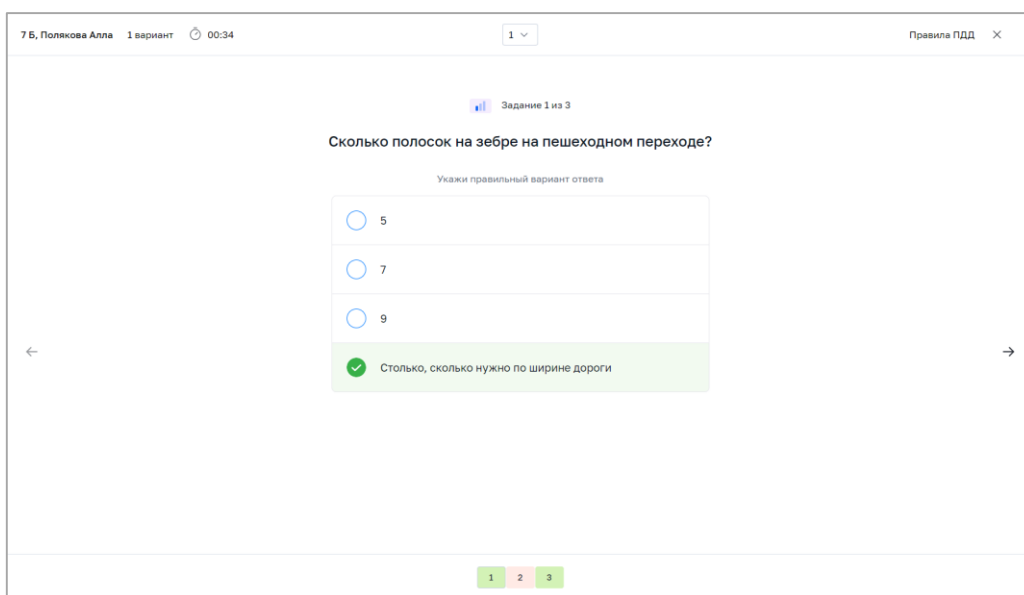 7 Б, Полякова Алла 1 вариант 00:34 1 Правила ПДД
Задание 1 из 3
Сколько полосок на зебре на пешеходном переходе?
Укажи правильный вариант ответа
5
7
9
Столько, сколько нужно по ширине дороги
1 2 3